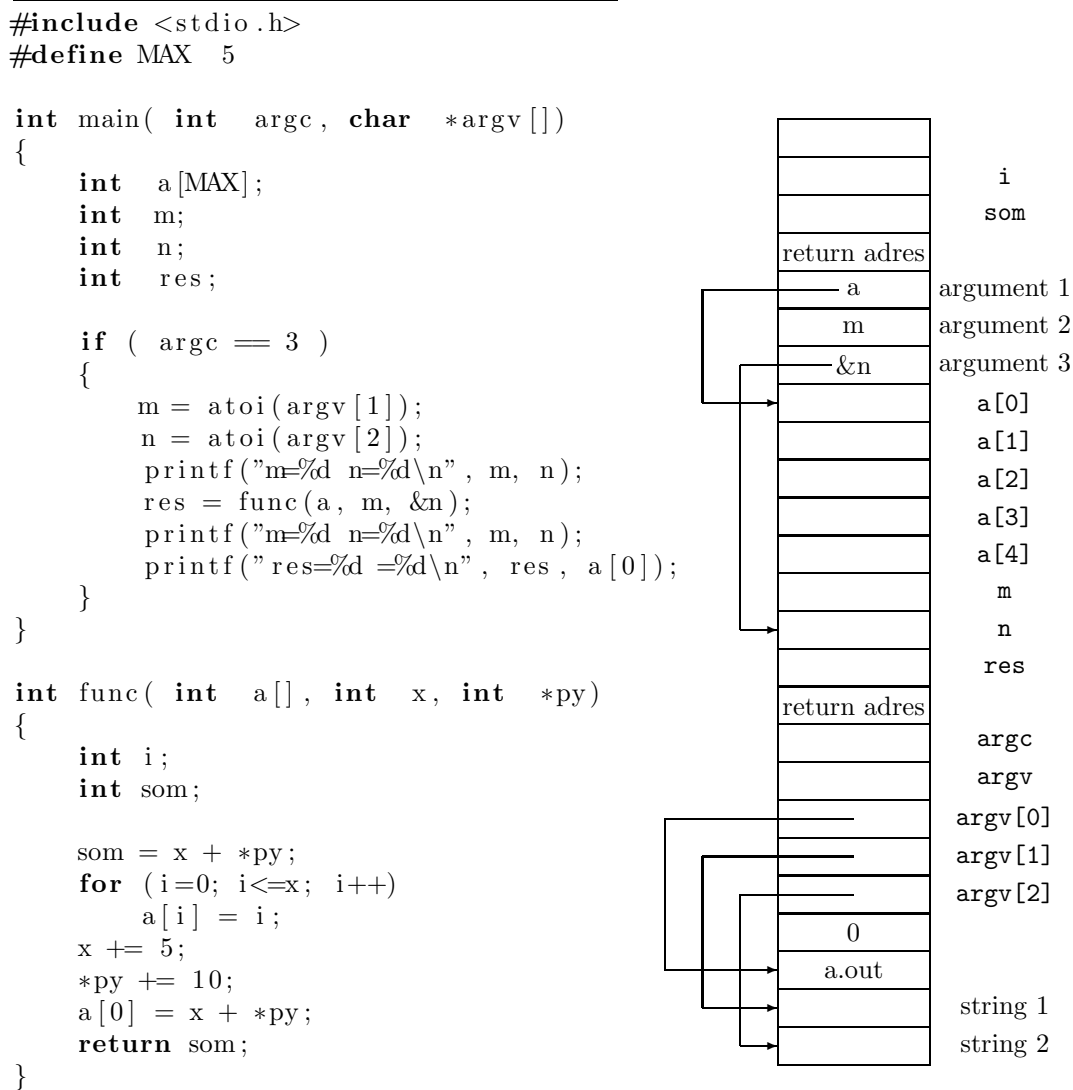 #include <stdio.h>
#define MAX 5
int main( int argc, char *argv[])
{
    int a[MAX];
    int m;
    int n;
    int res;
    if ( argc == 3 )
    {
        m = atoi(argv[1]);
        n = atoi(argv[2]);
        printf("m=%d n=%d\n", m, n);
        res = func(a, m, &n);
        printf("m=%d n=%d\n", m, n);
        printf("res=%d =%d\n", res, a[0]);
    }
}
int func( int a[], int x, int *py)
{
    int i;
    int som;
    som = x + *py;
    for (i=0; i<=x; i++)
        a[i] = i;
    x += 5;
    *py += 10;
    a[0] = x + *py;
    return som;
}
i
som
return adres
a argument 1
m argument 2
&n argument 3
a[0]
a[1]
a[2]
a[3]
a[4]
m
n
res
return adres
argc
argv
argv[0]
argv[1]
argv[2]
0
a.out
string 1
string 2